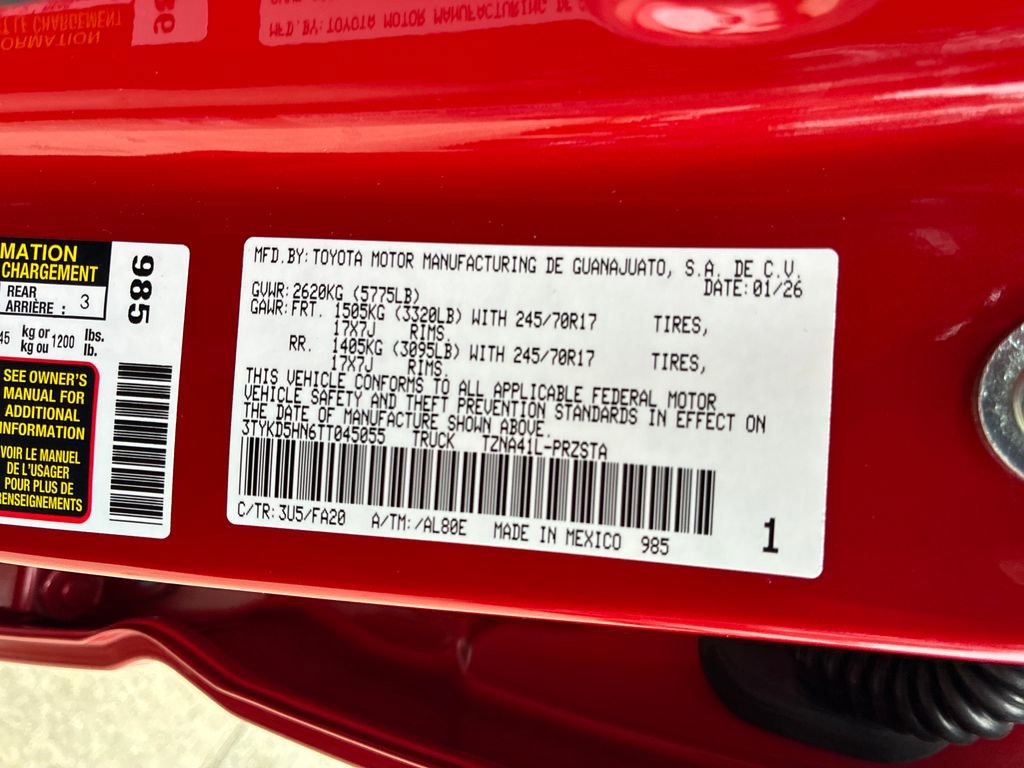 MATION
CHARGEMENT
REAR
ARRIÈRE : 3
45 kg or 1200 lbs.
kg ou lb.
SEE OWNER'S
MANUAL FOR
ADDITIONAL
INFORMATION
VOIR LE MANUEL
DE L'USAGER
POUR PLUS DE
RENSEIGNEMENTS
985
MFD.BY:TOYOTA MOTOR MANUFACTURING DE GUANAJUATO, S.A. DE C.V.
DATE:01/26
GVWR:2620KG (5775LB)
GAWR:FRT. 1505KG (3320LB) WITH 245/70R17 TIRES,
17X7J RIMS.
RR. 1405KG (3095LB) WITH 245/70R17 TIRES,
17X7J RIMS.
THIS VEHICLE CONFORMS TO ALL APPLICABLE FEDERAL MOTOR
VEHICLE SAFETY AND THEFT PREVENTION STANDARDS IN EFFECT ON
THE DATE OF MANUFACTURE SHOWN ABOVE.
3TYKD5HN6TT045055 TRUCK TZNA41L-PRZSTA
C/TR:3U5/FA20 A/TM:/AL80E MADE IN MEXICO 985
1